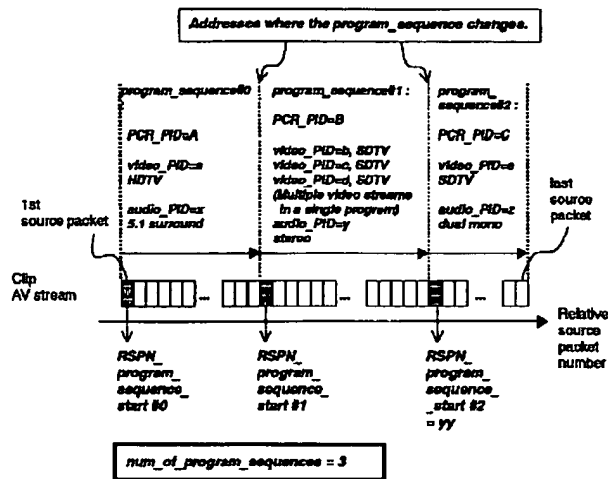 Addresses where the program_sequence changes.
program_sequence#0
PCR_PID=A
video_PID=a
HDTV
audio_PID=x
5.1 surround
program_sequence#1 :
PCR_PID=B
video_PID=b, SDTV
video_PID=c, SDTV
video_PID=d, SDTV
(Multiple video streams
in a single program)
audio_PID=y
stereo
program_
sequence#2 :
PCR_PID=C
video_PID=e
SDTV
audio_PID=z
dual mono
1st
source packet
last
source
packet
Clip
AV stream
...
...
...
Relative
source
packet
number
RSPN_
program_
sequence_
start #0
RSPN_
program_
sequence_
start #1
RSPN_
program_
sequence_
_start #2
= yy
num_of_program_sequences = 3